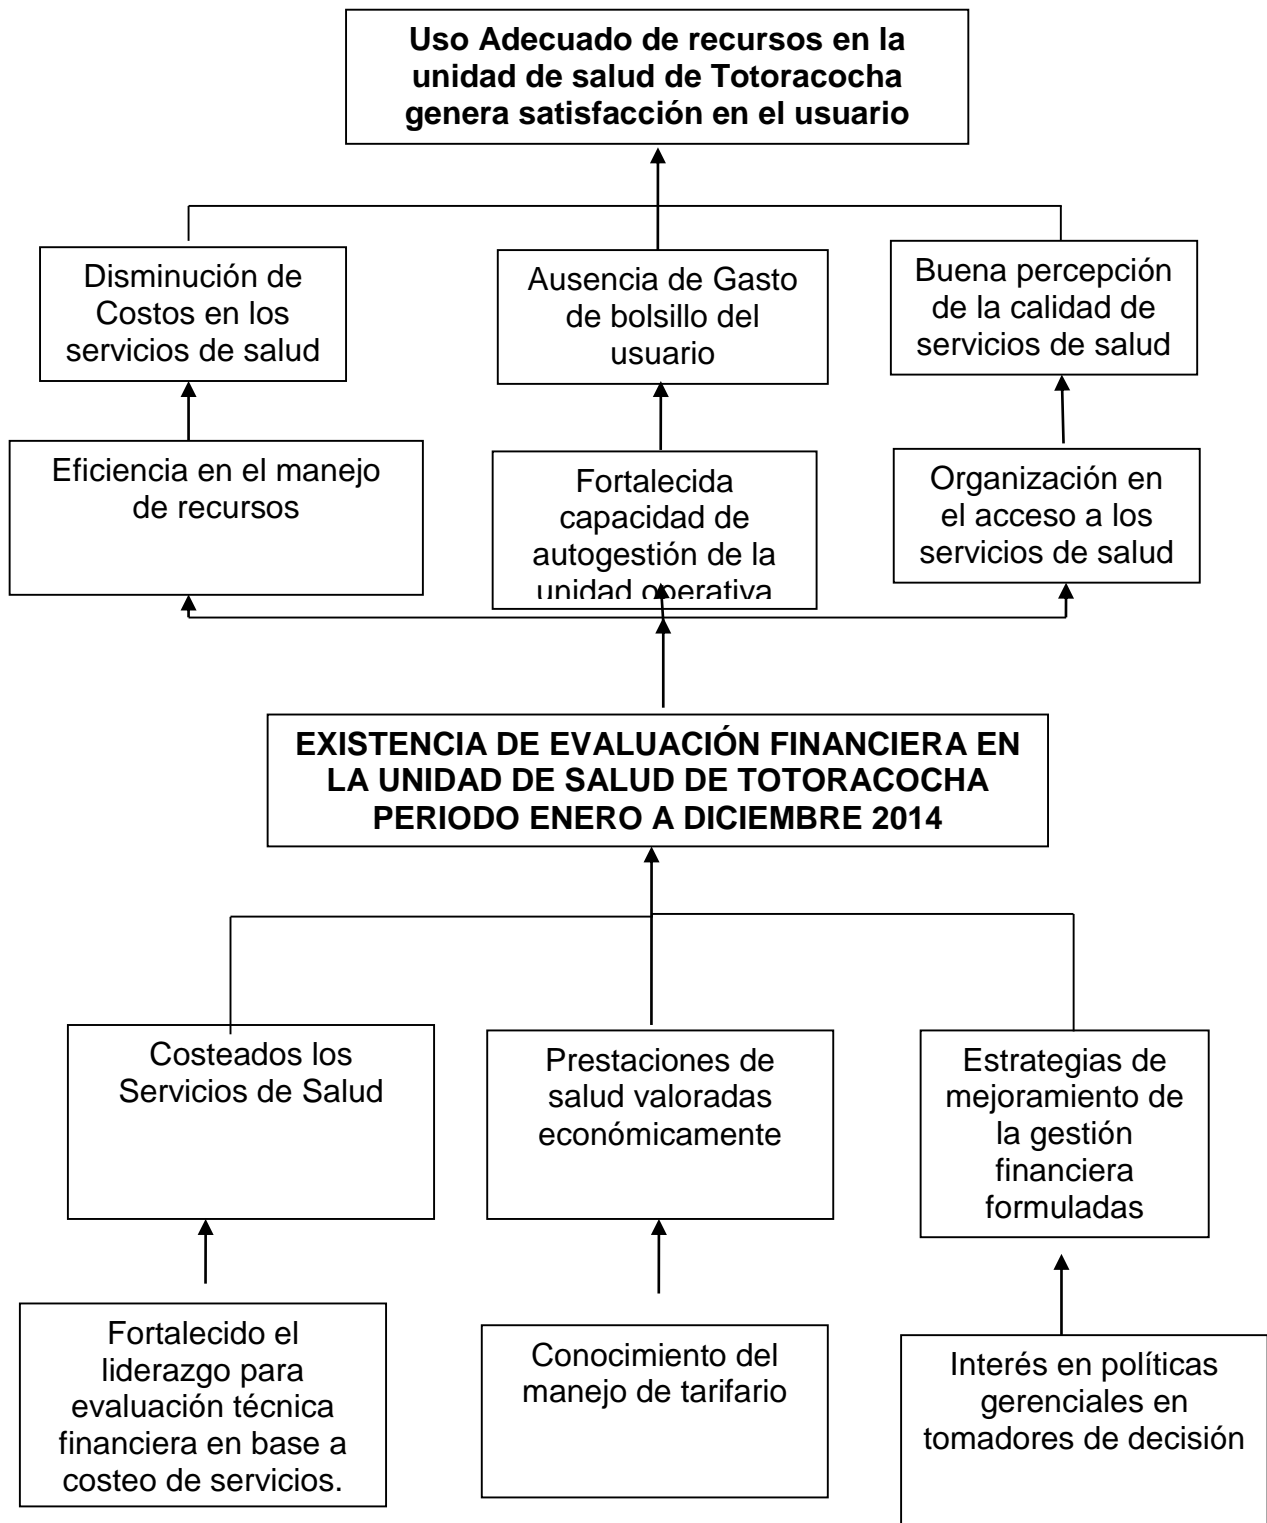 Uso Adecuado de recursos en la
unidad de salud de Totoracocha
genera satisfacción en el usuario
Disminución de
Costos en los
servicios de salud
Ausencia de Gasto
de bolsillo del
usuario
Buena percepción
de la calidad de
servicios de salud
Eficiencia en el manejo
de recursos
Fortalecida
capacidad de
autogestión de la
unidad operativa
Organización en
el acceso a los
servicios de salud
EXISTENCIA DE EVALUACIÓN FINANCIERA EN
LA UNIDAD DE SALUD DE TOTORACOCHA
PERIODO ENERO A DICIEMBRE 2014
Costeados los
Servicios de Salud
Prestaciones de
salud valoradas
económicamente
Estrategias de
mejoramiento de
la gestión
financiera
formuladas
Fortalecido el
liderazgo para
evaluación técnica
financiera en base a
costeo de servicios.
Conocimiento del
manejo de tarifario
Interés en políticas
gerenciales en
tomadores de decisión